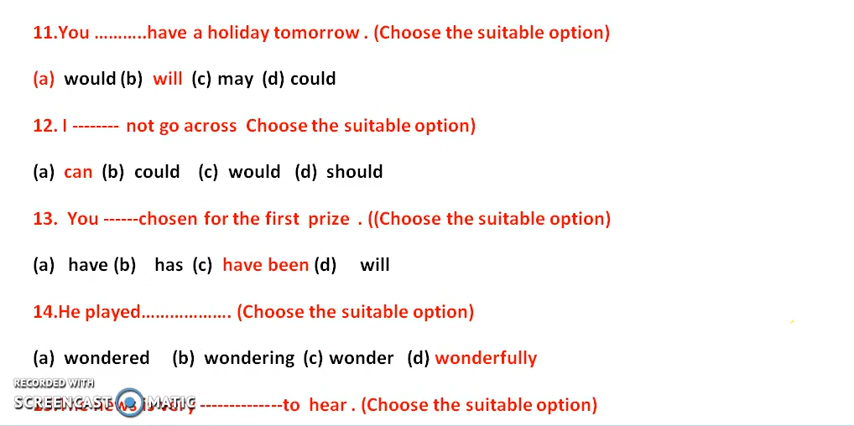 11.You ...........have a holiday tomorrow . (Choose the suitable option)
(a) would (b) will (c) may (d) could
12. I -------- not go across Choose the suitable option)
(a) can (b) could (c) would (d) should
13. You ------chosen for the first prize . ((Choose the suitable option)
(a) have (b) has (c) have been (d) will
14.He played................... (Choose the suitable option)
(a) wondered (b) wondering (c) wonder (d) wonderfully
RECORDED WITH
SCREENCAST O MATIC
--------------to hear . (Choose the suitable option)